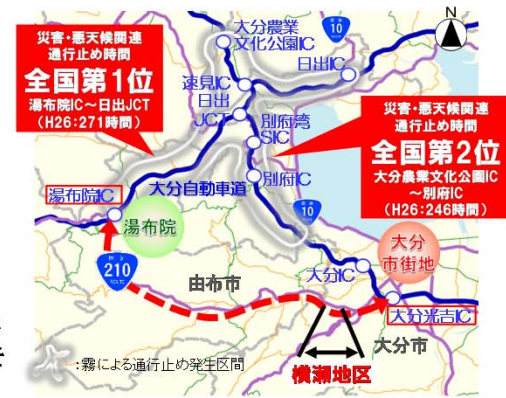 災害・悪天候関連
通行止め時間
全国第1位
湯布院IC～日出JCT
(H26:271時間)
大分農業
文化公園IC
10
日出IC
N
速見IC
日出
JCT
別府湾
SIC
災害・悪天候関連
通行止め時間
全国第2位
大分農業文化公園IC
～別府IC
(H26:246時間)
大分自動車道
別府IC
10
湯布院IC
湯布院
国道
210
ROUTE
由布市
大分IC
大分
市街地
大分光吉IC
大分市
横瀬地区
:霧による通行止め発生区間